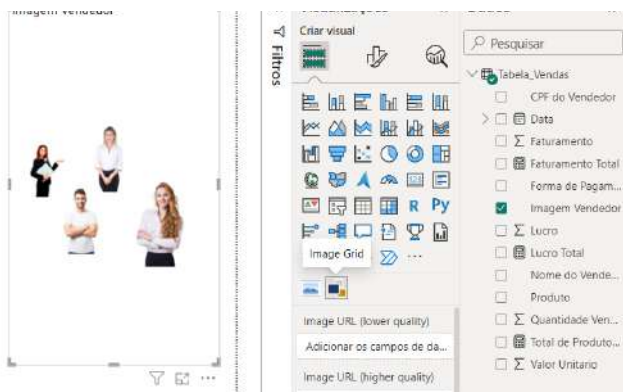 Imagem Vendedor
Filtros
Criar visual
R Py
Image Grid
Image URL (lower quality)
Adicionar os campos de da...
Image URL (higher quality)
Pesquisar
Tabela_Vendas
CPF do Vendedor
Data
Faturamento
Faturamento Total
Forma de Pagam...
Imagem Vendedor
Lucro
Lucro Total
Nome do Vende...
Produto
Quantidade Ven...
Total de Produto...
Valor Unitario